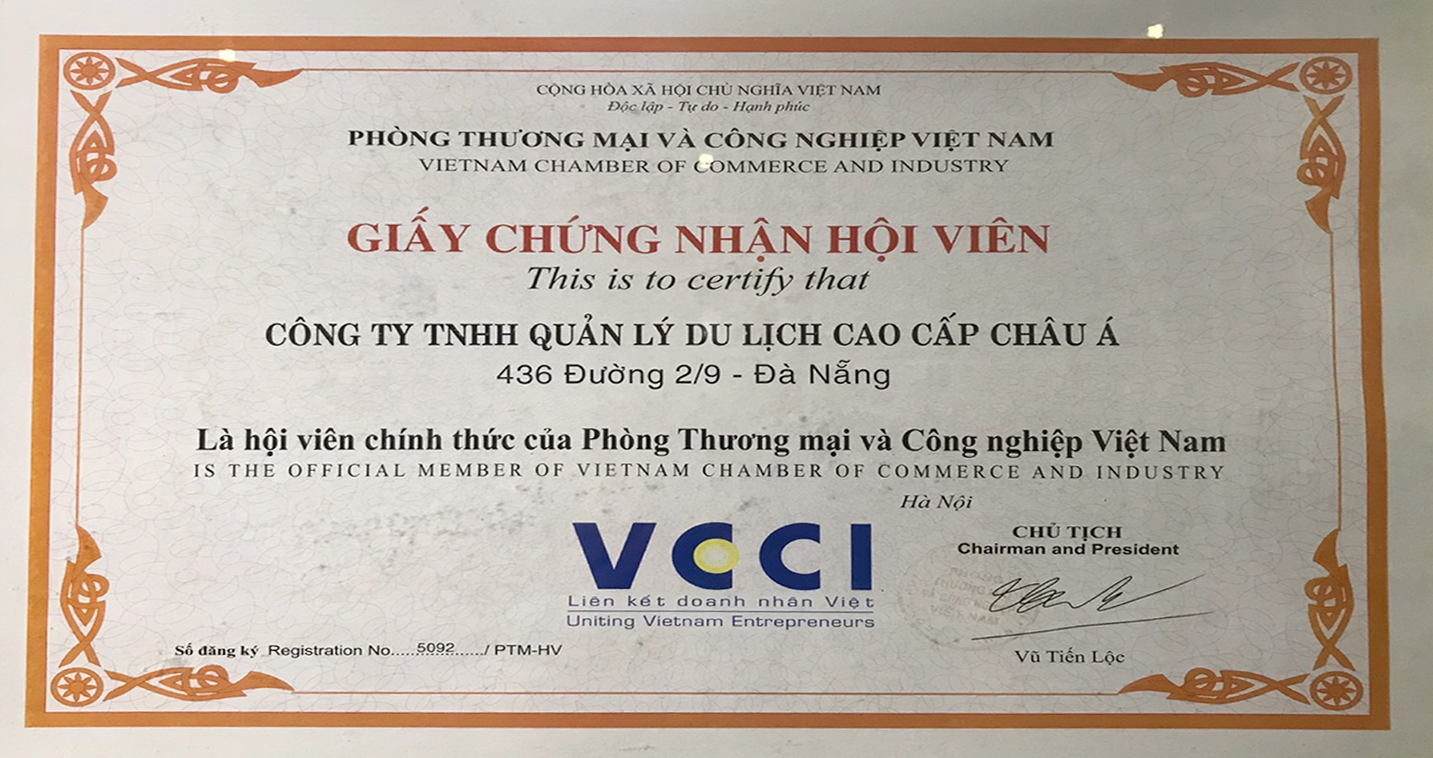 CỘNG HÒA XÃ HỘI CHỦ NGHĨA VIỆT NAM
Độc lập - Tự do - Hạnh phúc
PHÒNG THƯƠNG MẠI VÀ CÔNG NGHIỆP VIỆT NAM
VIETNAM CHAMBER OF COMMERCE AND INDUSTRY
GIẤY CHỨNG NHẬN HỘI VIÊN
This is to certify that
CÔNG TY TNHH QUẢN LÝ DU LỊCH CAO CẤP CHÂU Á
436 Đường 2/9 - Đà Nẵng
Là hội viên chính thức của Phòng Thương mại và Công nghiệp Việt Nam
IS THE OFFICIAL MEMBER OF VIETNAM CHAMBER OF COMMERCE AND INDUSTRY
Hà Nội
CHỦ TỊCH
Chairman and President
VCCI
Liên kết doanh nhân Việt
Uniting Vietnam Entrepreneurs
Số đăng ký Registration No.....5092....../ PTM-HV
Vũ Tiến Lộc